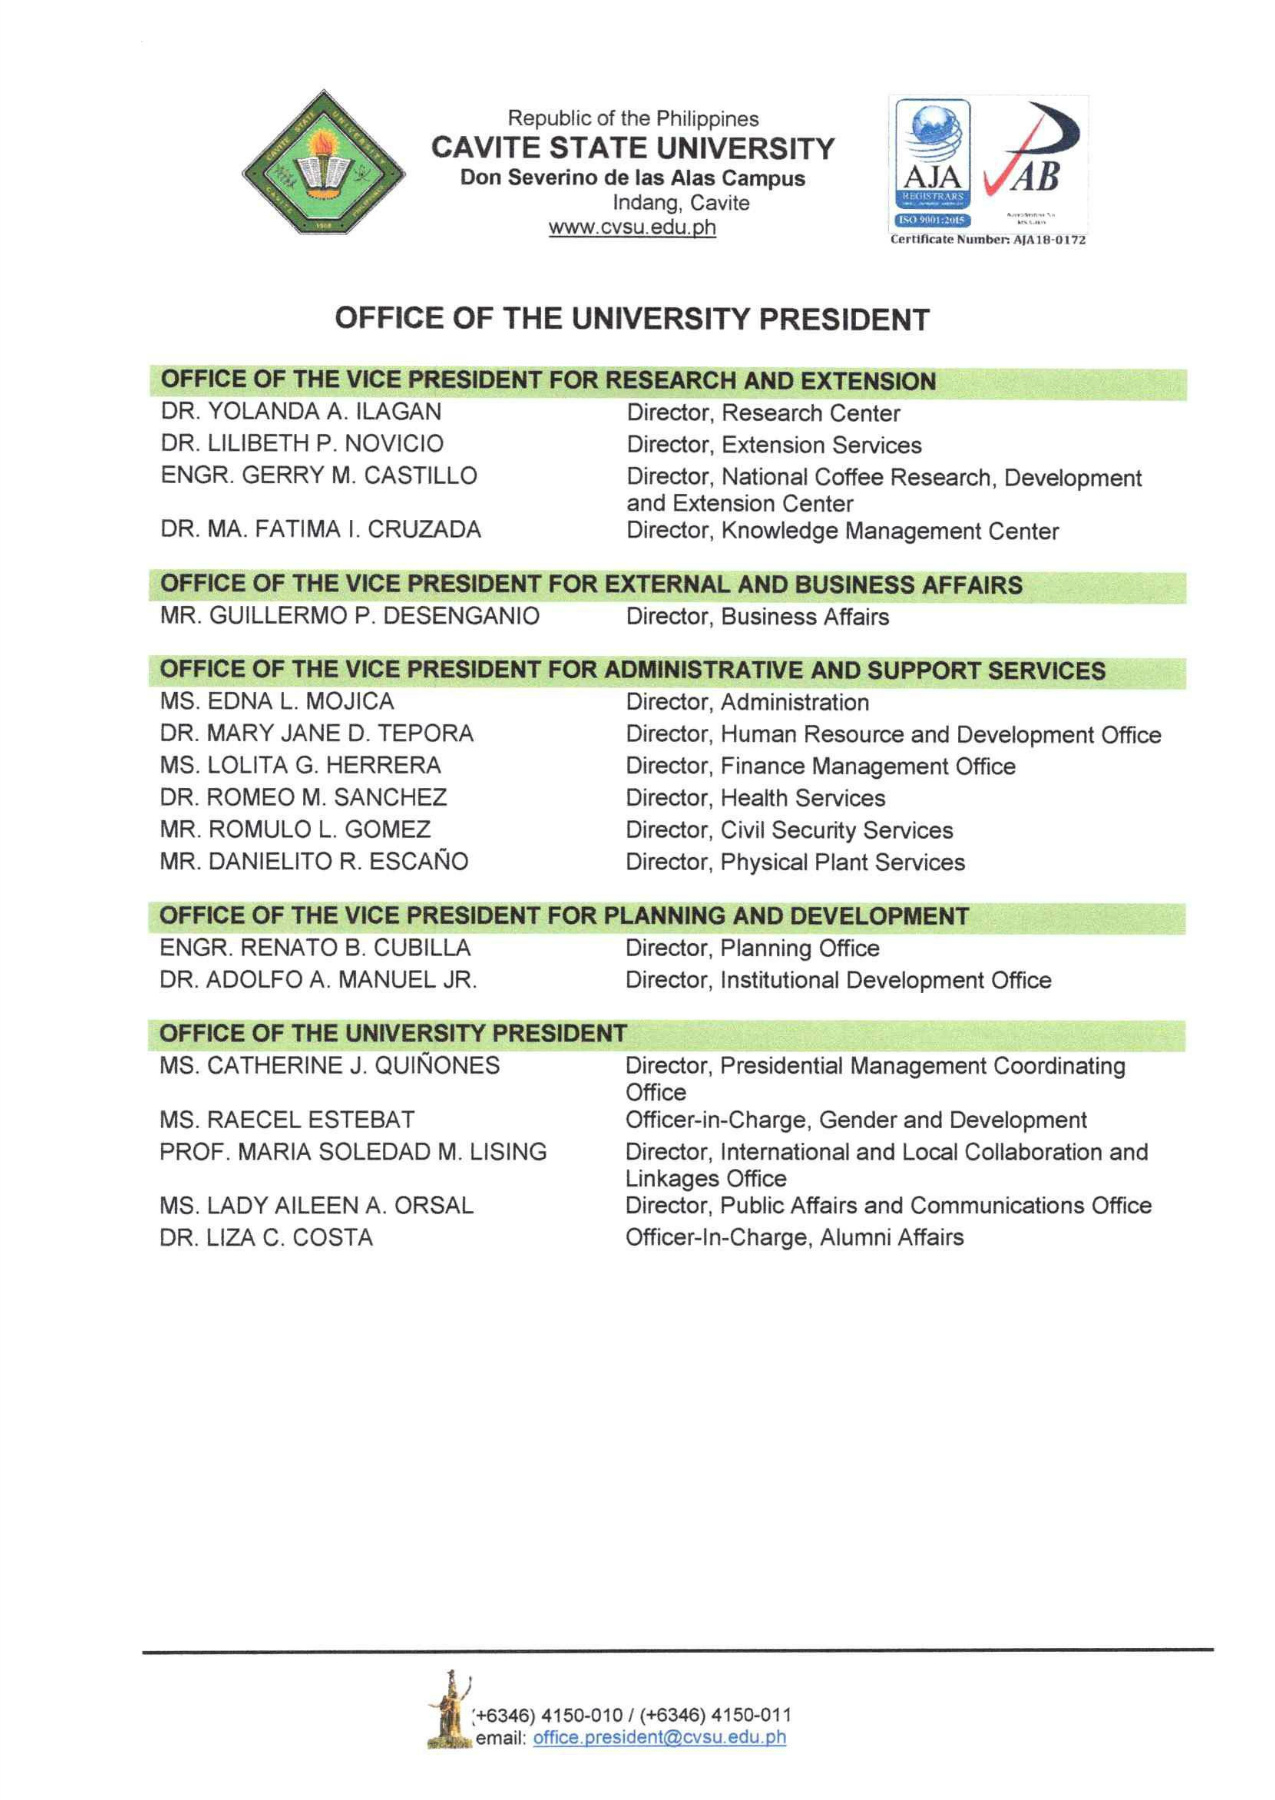 Republic of the Philippines
CAVITE STATE UNIVERSITY
Don Severino de las Alas Campus
Indang, Cavite
www.cvsu.edu.ph
CAVITE STATE UNIVERSITY
CAVITE
PHILIPPINES
1906
AJA
REGISTRARS
ISO 9001:2015
PAB
Certificate Number: AJA18-0172
OFFICE OF THE UNIVERSITY PRESIDENT
OFFICE OF THE VICE PRESIDENT FOR RESEARCH AND EXTENSION
DR. YOLANDA A. ILAGAN Director, Research Center
DR. LILIBETH P. NOVICIO Director, Extension Services
ENGR. GERRY M. CASTILLO Director, National Coffee Research, Development
and Extension Center
DR. MA. FATIMA I. CRUZADA Director, Knowledge Management Center
OFFICE OF THE VICE PRESIDENT FOR EXTERNAL AND BUSINESS AFFAIRS
MR. GUILLERMO P. DESENGANIO Director, Business Affairs
OFFICE OF THE VICE PRESIDENT FOR ADMINISTRATIVE AND SUPPORT SERVICES
MS. EDNA L. MOJICA Director, Administration
DR. MARY JANE D. TEPORA Director, Human Resource and Development Office
MS. LOLITA G. HERRERA Director, Finance Management Office
DR. ROMEO M. SANCHEZ Director, Health Services
MR. ROMULO L. GOMEZ Director, Civil Security Services
MR. DANIELITO R. ESCAÑO Director, Physical Plant Services
OFFICE OF THE VICE PRESIDENT FOR PLANNING AND DEVELOPMENT
ENGR. RENATO B. CUBILLA Director, Planning Office
DR. ADOLFO A. MANUEL JR. Director, Institutional Development Office
OFFICE OF THE UNIVERSITY PRESIDENT
MS. CATHERINE J. QUIÑONES Director, Presidential Management Coordinating
Office
MS. RAECEL ESTEBAT Officer-in-Charge, Gender and Development
PROF. MARIA SOLEDAD M. LISING Director, International and Local Collaboration and
Linkages Office
MS. LADY AILEEN A. ORSAL Director, Public Affairs and Communications Office
DR. LIZA C. COSTA Officer-In-Charge, Alumni Affairs
(+6346) 4150-010 / (+6346) 4150-011
email: office.president@cvsu.edu.ph